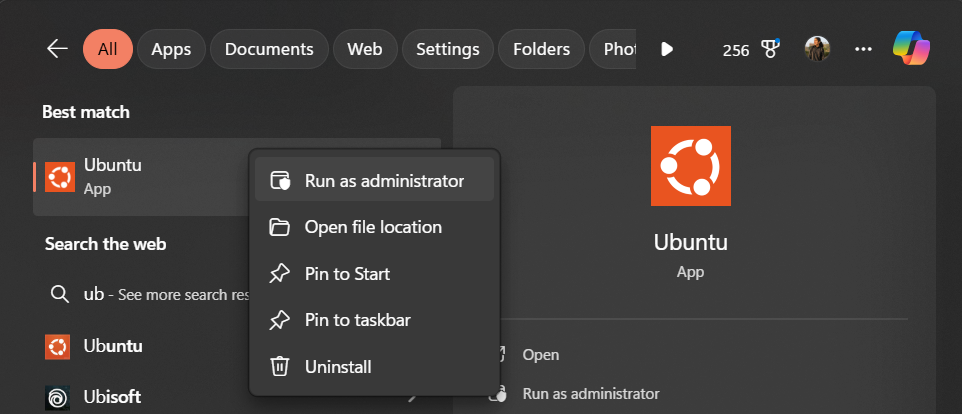 All Apps Documents Web Settings Folders Phot 256
Best match
Ubuntu
App
Search the web
ub - See more search res
Ubuntu
Ubisoft
Run as administrator
Open file location
Pin to Start
Pin to taskbar
Uninstall
Ubuntu
App
Open
Run as administrator